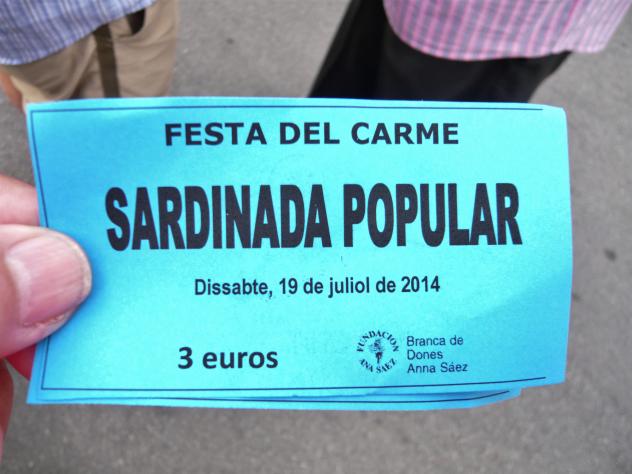 FESTA DEL CARME
SARDINADA POPULAR
Dissabte, 19 de juliol de 2014
3 euros
FUNDACION
ANA SAEZ
Branca de
Dones
Anna Sáez